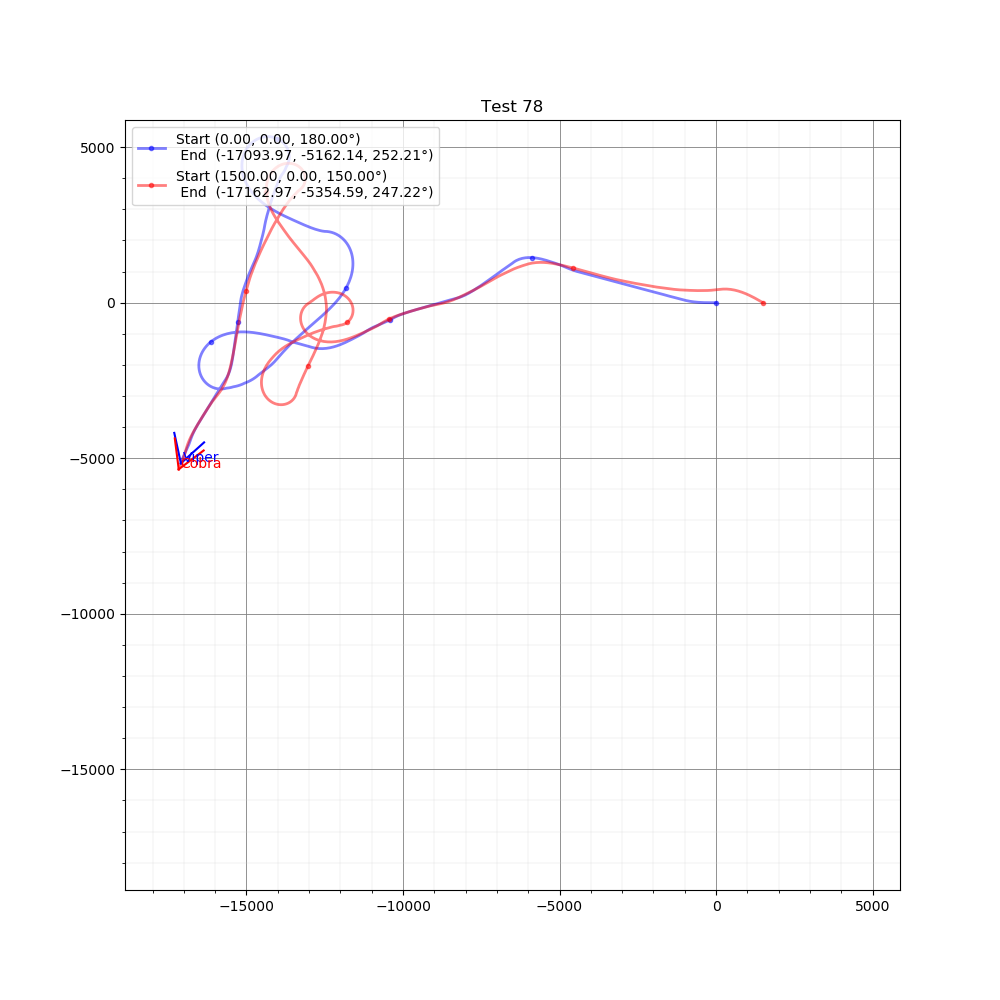 Test 78
Start (0.00, 0.00, 180.00°)
End (-17093.97, -5162.14, 252.21°)
Start (1500.00, 0.00, 150.00°)
End (-17162.97, -5354.59, 247.22°)
5000
0
−5000
−10000
−15000
Viper
Cobra
−15000
−10000
−5000
0
5000